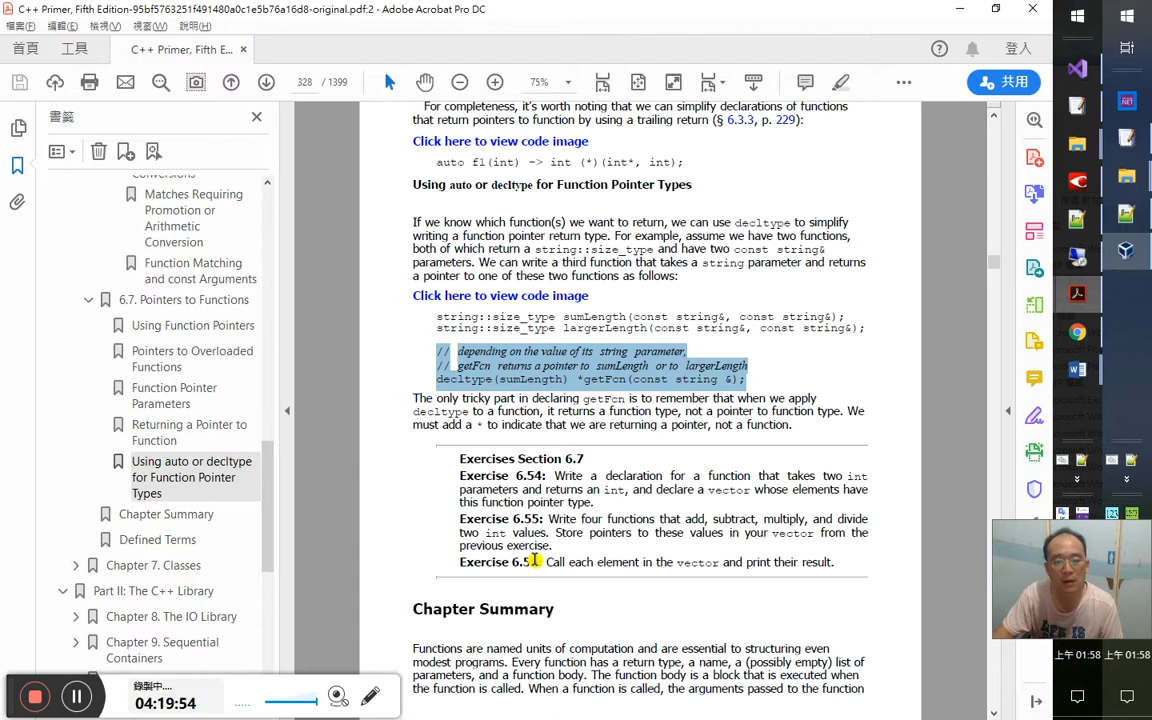 C++ Primer, Fifth Edition-95bf5763251f491480a0c1e5b76a16d8-original.pdf.2 - Adobe Acrobat Pro DC
檔案(F) 編輯(E) 檢視(V) 視窗(W) 說明(H)
首頁 工具 C++ Primer, Fifth E... × 登入
328 / 1399 75% 共用
書籤
Conversions
Matches Requiring
Promotion or
Arithmetic
Conversion
Function Matching
and const Arguments
6.7. Pointers to Functions
Using Function Pointers
Pointers to Overloaded
Functions
Function Pointer
Parameters
Returning a Pointer to
Function
Using auto or decltype
for Function Pointer
Types
Chapter Summary
Defined Terms
Chapter 7. Classes
Part II: The C++ Library
Chapter 8. The IO Library
Chapter 9. Sequential
Containers
For completeness, it's worth noting that we can simplify declarations of functions
that return pointers to function by using a trailing return (§ 6.3.3, p. 229):
Click here to view code image
auto f1(int) -> int (*)(int*, int);
Using auto or decltype for Function Pointer Types
If we know which function(s) we want to return, we can use decltype to simplify
writing a function pointer return type. For example, assume we have two functions,
both of which return a string::size_type and have two const string&
parameters. We can write a third function that takes a string parameter and returns
a pointer to one of these two functions as follows:
Click here to view code image
string::size_type sumLength(const string&, const string&);
string::size_type largerLength(const string&, const string&);
// depending on the value of its string parameter,
// getFcn returns a pointer to sumLength or to largerLength
decltype(sumLength) *getFcn(const string &);
The only tricky part in declaring getFcn is to remember that when we apply
decltype to a function, it returns a function type, not a pointer to function type. We
must add a * to indicate that we are returning a pointer, not a function.
Exercises Section 6.7
Exercise 6.54: Write a declaration for a function that takes two int
parameters and returns an int, and declare a vector whose elements have
this function pointer type.
Exercise 6.55: Write four functions that add, subtract, multiply, and divide
two int values. Store pointers to these values in your vector from the
previous exercise.
Exercise 6.5 Call each element in the vector and print their result.
Chapter Summary
Functions are named units of computation and are essential to structuring even
modest programs. Every function has a return type, a name, a (possibly empty) list of
parameters, and a function body. The function body is a block that is executed when
the function is called. When a function is called, the arguments passed to the function
錄製中....
04:19:54
.NET
LIFE IS
上午 01:58 上午 01:58